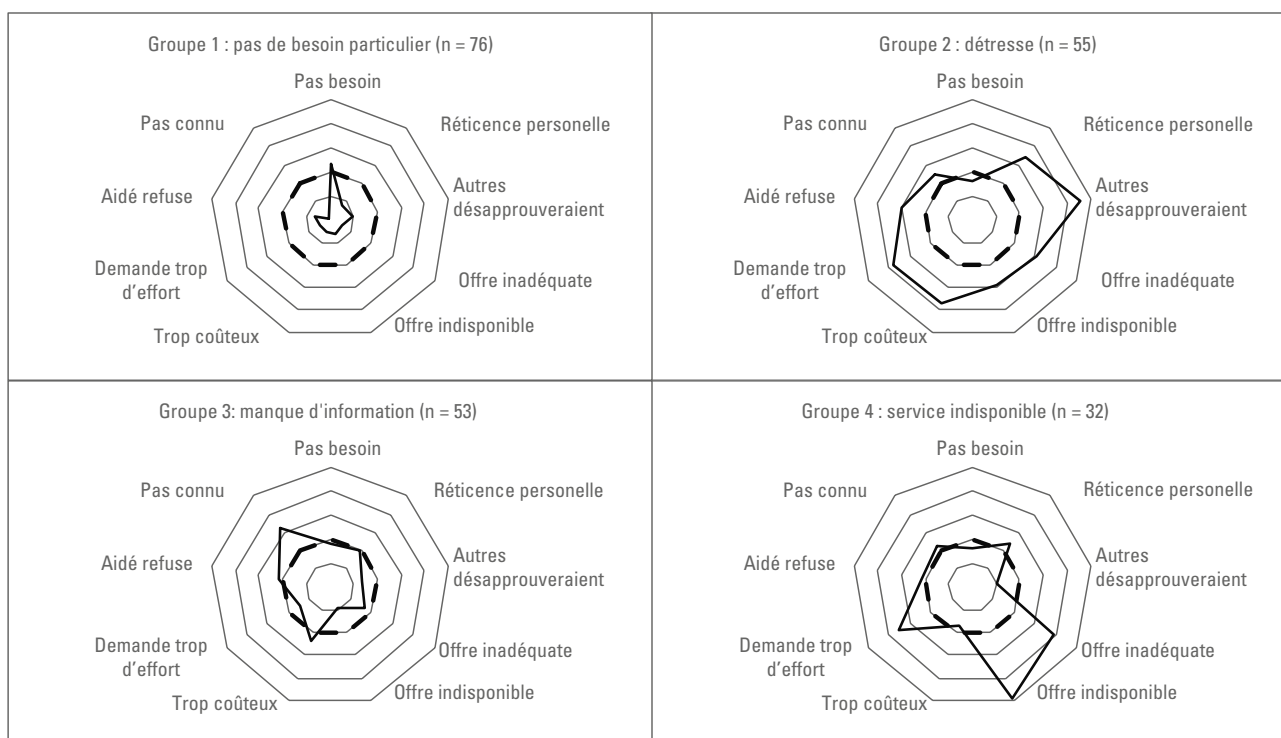 Groupe 1 : pas de besoin particulier (n = 76)
Pas besoin
Pas connu
Réticence personelle
Aidé refuse
Autres
désapprouveraient
Demande trop
d'effort
Offre inadéquate
Trop coûteux
Offre indisponible
Groupe 2 : détresse (n = 55)
Pas besoin
Pas connu
Réticence personelle
Aidé refuse
Autres
désapprouveraient
Demande trop
d'effort
Offre inadéquate
Trop coûteux
Offre indisponible
Groupe 3: manque d'information (n = 53)
Pas besoin
Pas connu
Réticence personelle
Aidé refuse
Autres
désapprouveraient
Demande trop
d'effort
Offre inadéquate
Trop coûteux
Offre indisponible
Groupe 4 : service indisponible (n = 32)
Pas besoin
Pas connu
Réticence personelle
Aidé refuse
Autres
désapprouveraient
Demande trop
d'effort
Offre inadéquate
Trop coûteux
Offre indisponible